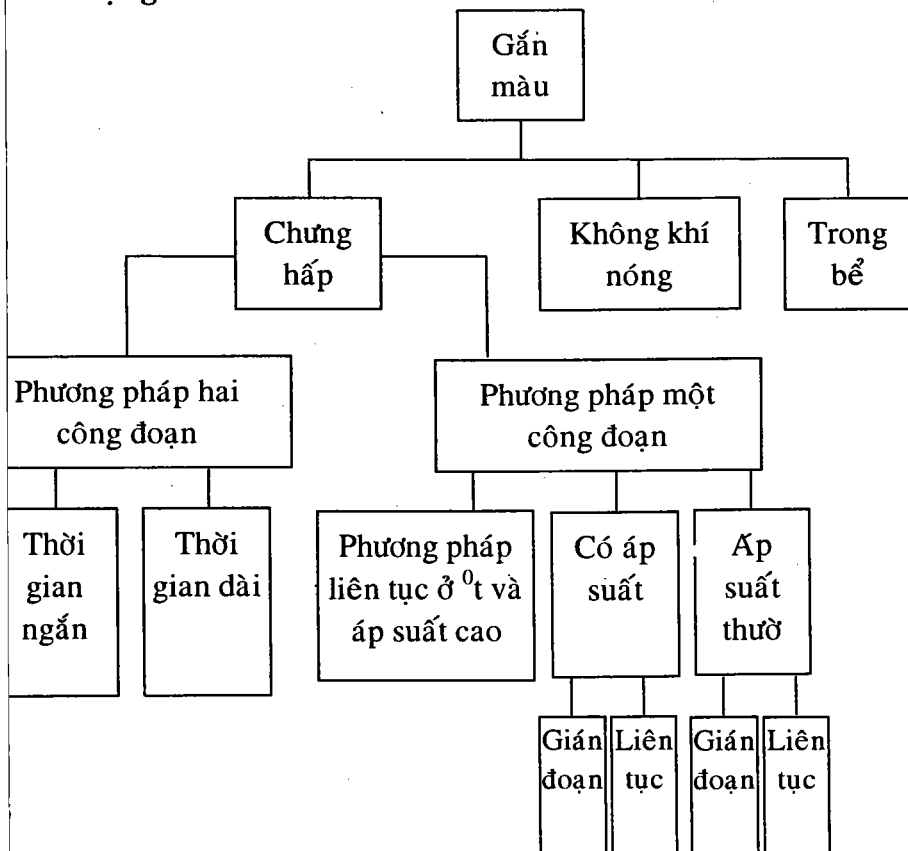 Gắn
màu
Chưng
hấp
Không khí
nóng
Trong
bể
Phương pháp hai
công đoạn
Phương pháp một
công đoạn
Thời
gian
ngắn
Thời
gian dài
Phương pháp
liên tục ở ⁰t và
áp suất cao
Có áp
suất
Áp
suất
thườ
Gián
đoạn
Liên
tục
Gián
đoạn
Liên
tục